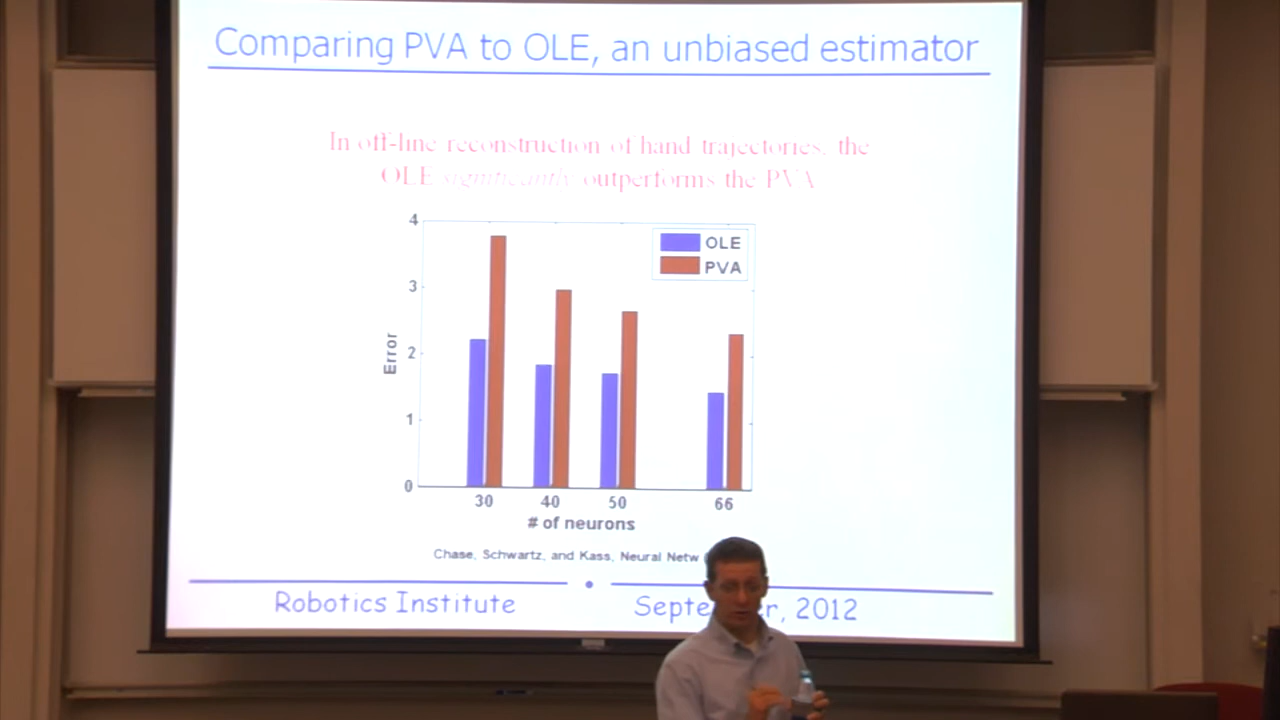 Comparing PVA to OLE, an unbiased estimator
In off-line reconstruction of hand trajectories, the
OLE significantly outperforms the PVA
4
3
2
1
0
Error
OLE
PVA
30 40 50 66
# of neurons
Chase, Schwartz, and Kass, Neural Netw
Robotics Institute
2012